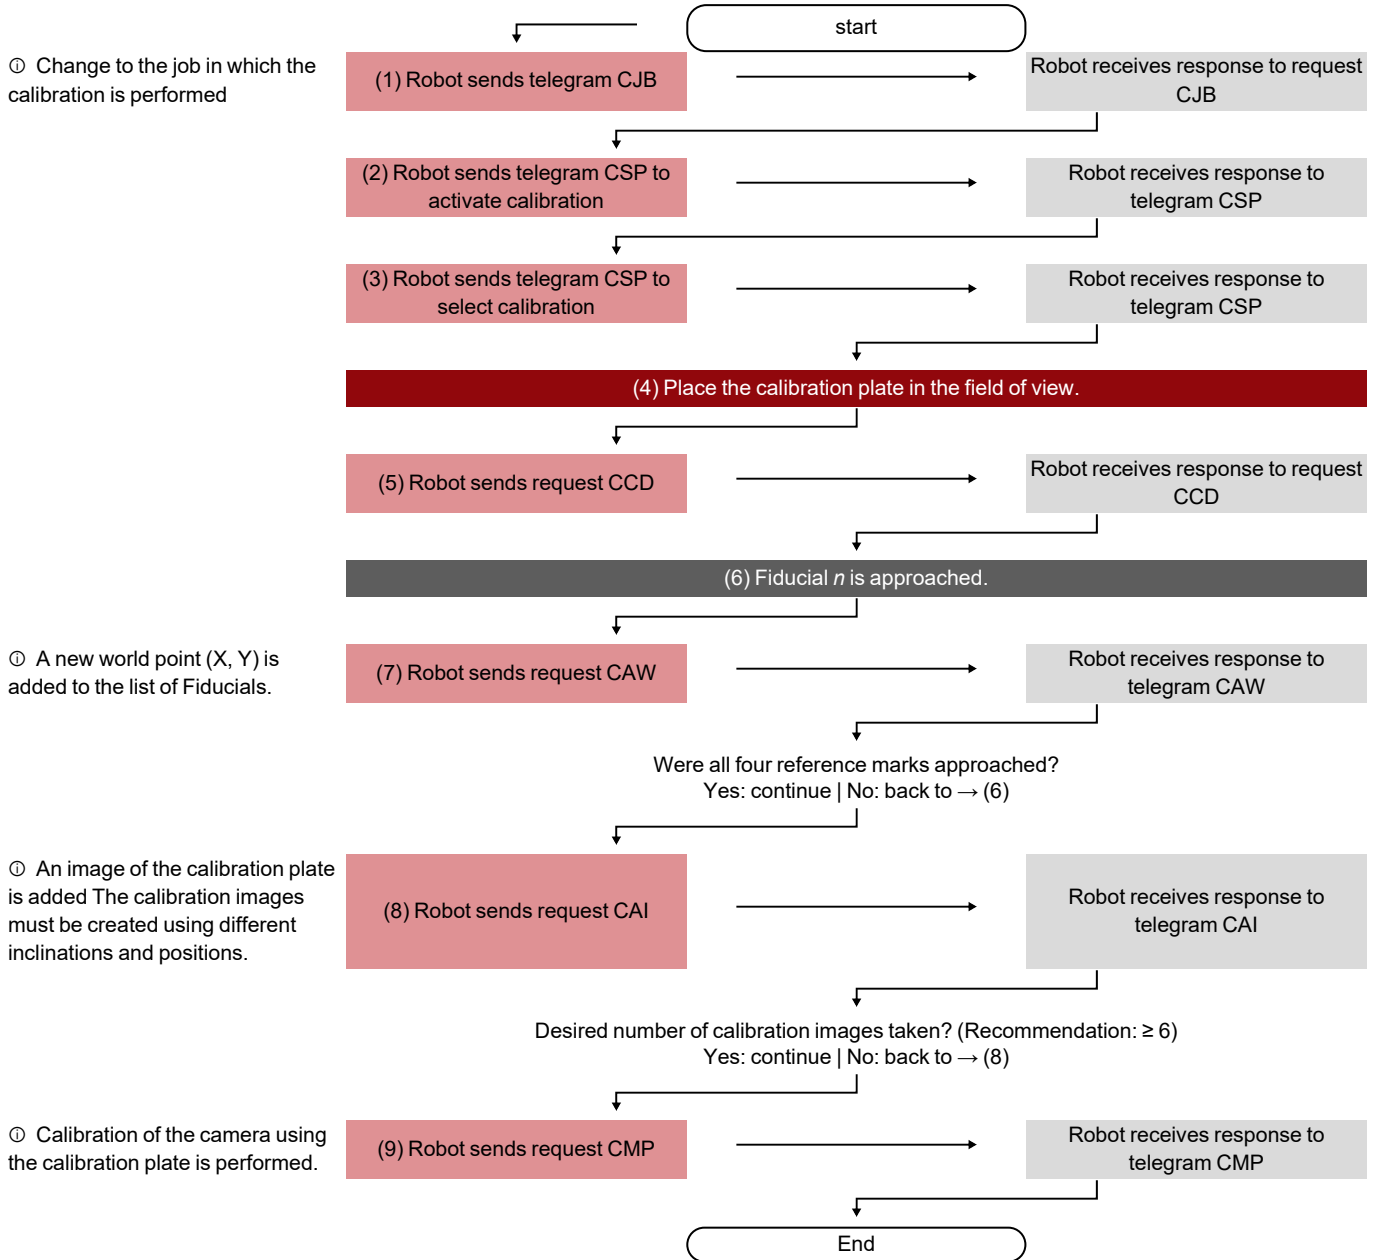 start
ⓘ Change to the job in which the
calibration is performed
(1) Robot sends telegram CJB
Robot receives response to request
CJB
(2) Robot sends telegram CSP to
activate calibration
Robot receives response to
telegram CSP
(3) Robot sends telegram CSP to
select calibration
Robot receives response to
telegram CSP
(4) Place the calibration plate in the field of view.
(5) Robot sends request CCD
Robot receives response to request
CCD
(6) Fiducial n is approached.
ⓘ A new world point (X, Y) is
added to the list of Fiducials.
(7) Robot sends request CAW
Robot receives response to
telegram CAW
Were all four reference marks approached?
Yes: continue | No: back to → (6)
ⓘ An image of the calibration plate
is added The calibration images
must be created using different
inclinations and positions.
(8) Robot sends request CAI
Robot receives response to
telegram CAI
Desired number of calibration images taken? (Recommendation: ≥ 6)
Yes: continue | No: back to → (8)
ⓘ Calibration of the camera using
the calibration plate is performed.
(9) Robot sends request CMP
Robot receives response to
telegram CMP
End